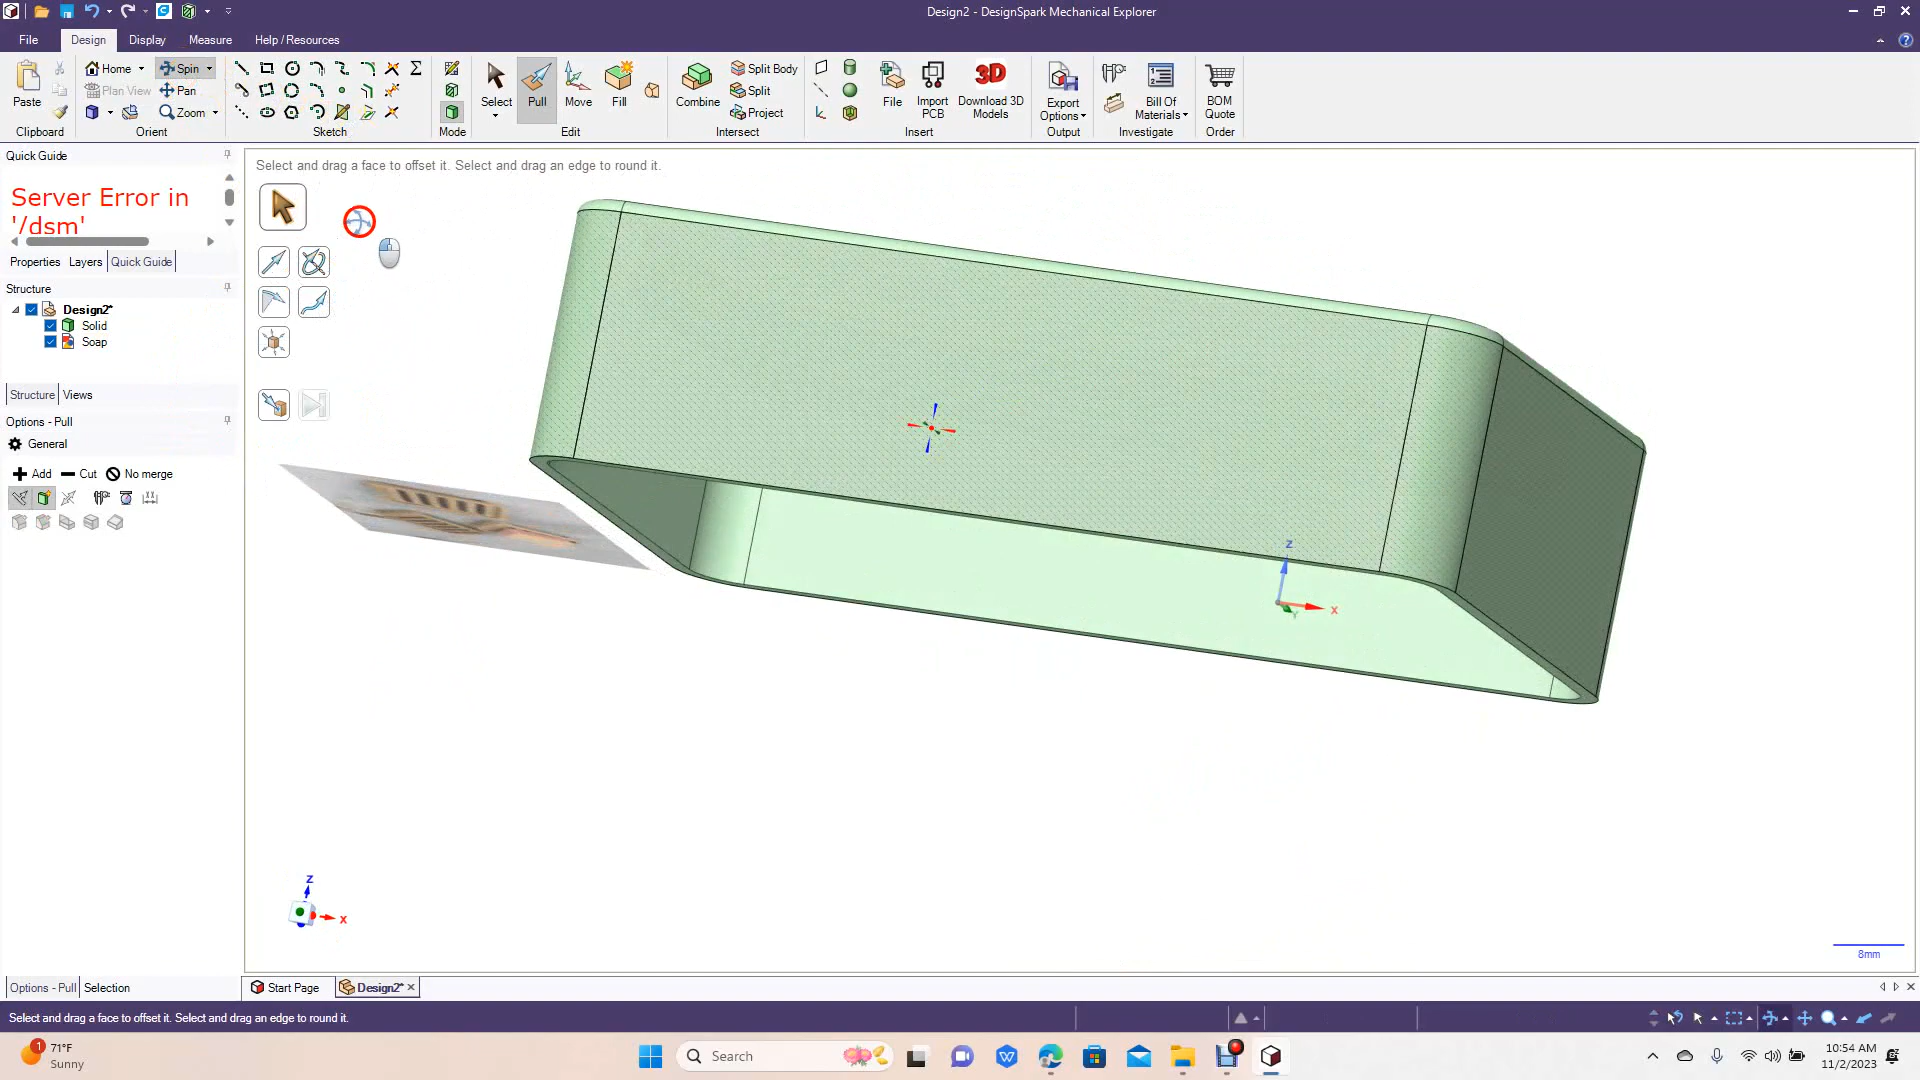 Design2 - DesignSpark Mechanical Explorer
File Design Display Measure Help / Resources
Paste
Clipboard
Home Spin
Plan View Pan
Zoom
Orient
Sketch
Mode
Select Pull Move Fill
Edit
Combine
Split Body
Split
Project
Intersect
File
Import PCB
3D
Download 3D Models
Insert
Export Options
Output
Bill Of Materials
Investigate
BOM Quote
Order
Quick Guide
Server Error in
'/dsm'
Properties Layers Quick Guide
Structure
Design2*
Solid
Soap
Structure Views
Options - Pull
General
Add Cut No merge
Select and drag a face to offset it. Select and drag an edge to round it.
Z
X
Y
Z
X
8mm
Options - Pull Selection
Start Page Design2*
Select and drag a face to offset it. Select and drag an edge to round it.
1
71°F
Sunny
Search
10:54 AM
11/2/2023